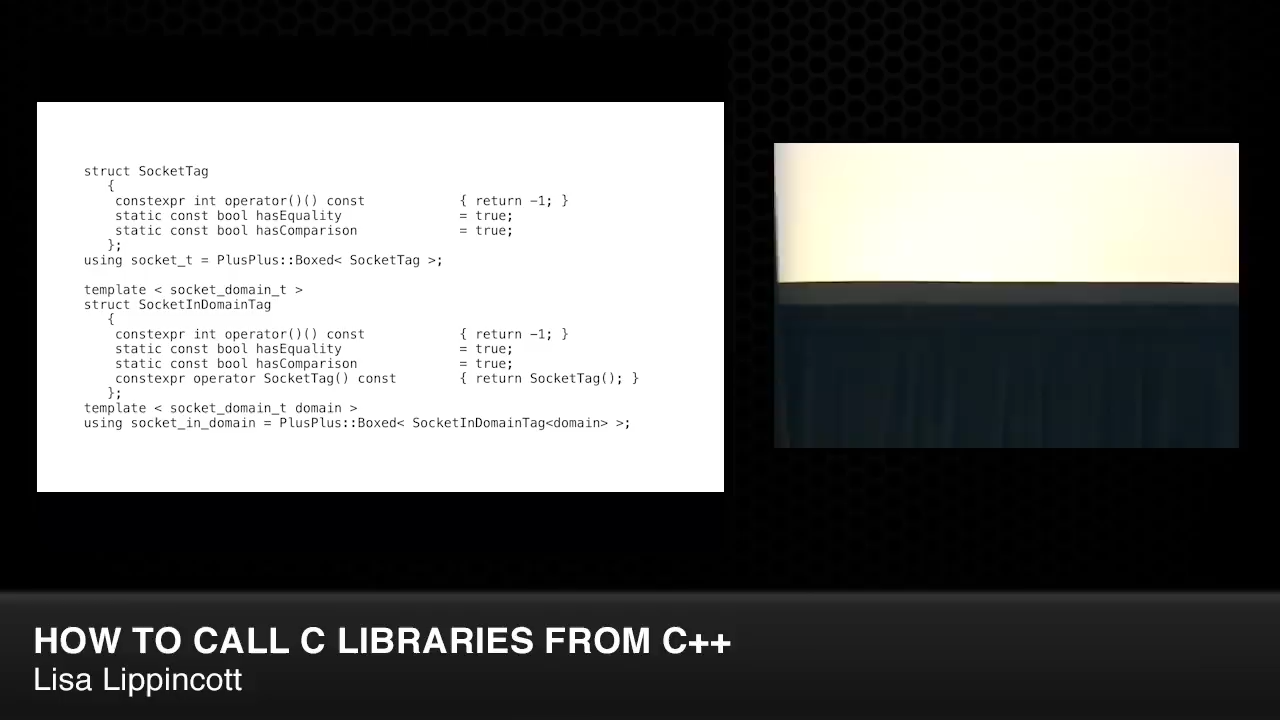 struct SocketTag
{
constexpr int operator()() const { return -1; }
static const bool hasEquality = true;
static const bool hasComparison = true;
};
using socket_t = PlusPlus::Boxed< SocketTag >;
template < socket_domain_t >
struct SocketInDomainTag
{
constexpr int operator()() const { return -1; }
static const bool hasEquality = true;
static const bool hasComparison = true;
constexpr operator SocketTag() const { return SocketTag(); }
};
template < socket_domain_t domain >
using socket_in_domain = PlusPlus::Boxed< SocketInDomainTag<domain> >;
HOW TO CALL C LIBRARIES FROM C++
Lisa Lippincott